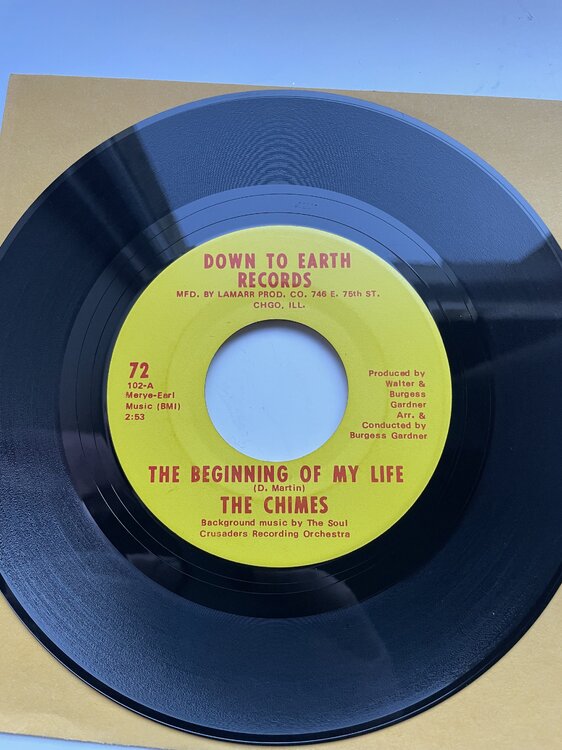 DOWN TO EARTH
RECORDS
MFD. BY LAMARR PROD. CO. 746 E. 75th ST.
CHGO, ILL.
72
102-A
Merye-Earl
Music (BMI)
2:53
Produced by
Walter &
Burgess
Gardner
Arr. &
Conducted by
Burgess Gardner
THE BEGINNING OF MY LIFE
(D. Martin)
THE CHIMES
Background music by The Soul
Crusaders Recording Orchestra